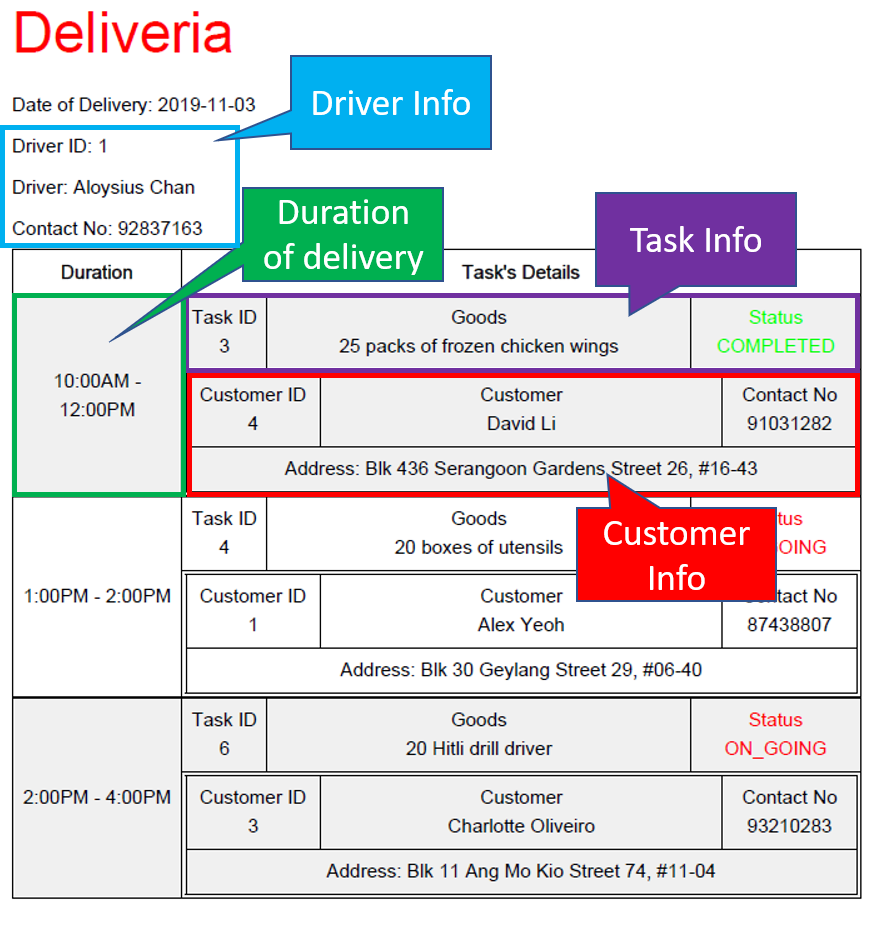 Deliveria
Driver Info
Date of Delivery: 2019-11-03
Driver ID: 1
Driver: Aloysius Chan
Contact No: 92837163
Duration
of delivery
Task Info
Duration
Task's Details
Task ID
3
Goods
25 packs of frozen chicken wings
Status
COMPLETED
10:00AM -
12:00PM
Customer ID
4
Customer
David Li
Contact No
91031282
Address: Blk 436 Serangoon Gardens Street 26, #16-43
Customer
Info
Task ID
4
Goods
20 boxes of utensils
1:00PM - 2:00PM
Customer ID
1
Customer
Alex Yeoh
No
87438807
Address: Blk 30 Geylang Street 29, #06-40
Task ID
6
Goods
20 Hitli drill driver
Status
ON_GOING
2:00PM - 4:00PM
Customer ID
3
Customer
Charlotte Oliveiro
Contact No
93210283
Address: Blk 11 Ang Mo Kio Street 74, #11-04